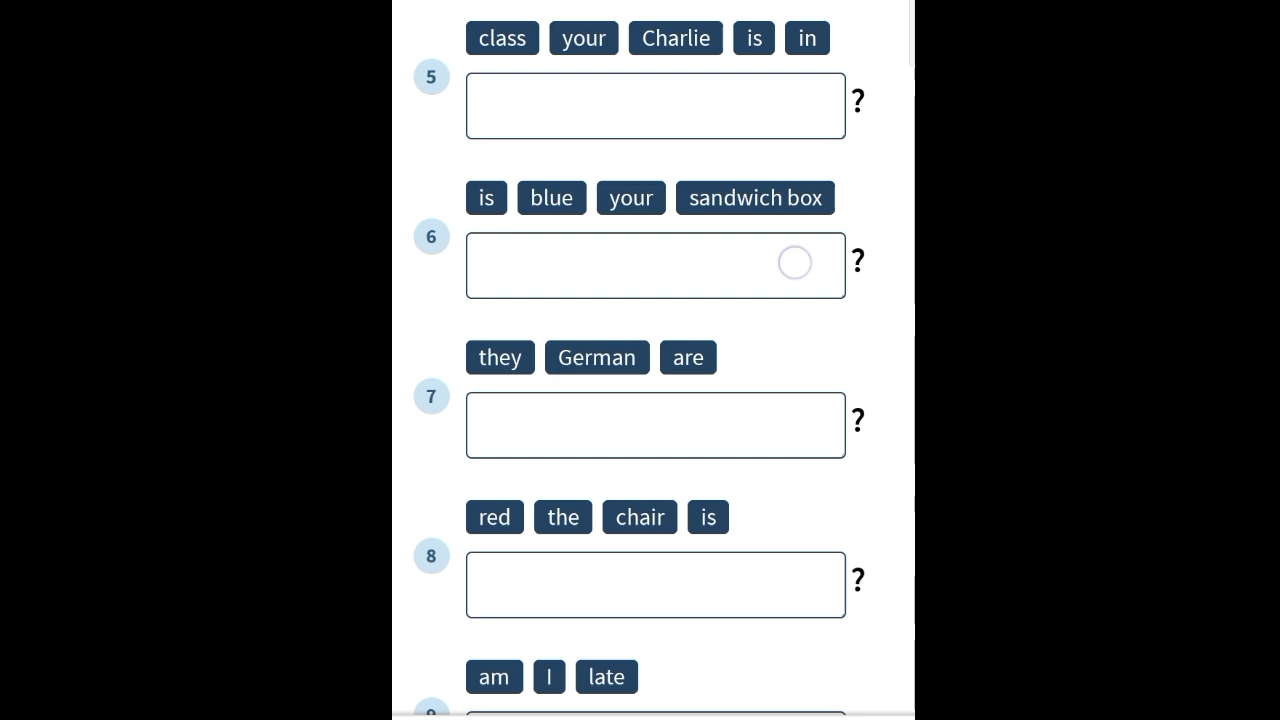 class your Charlie is in
5
?
is blue your sandwich box
6
?
they German are
7
?
red the chair is
8
?
am I late
9